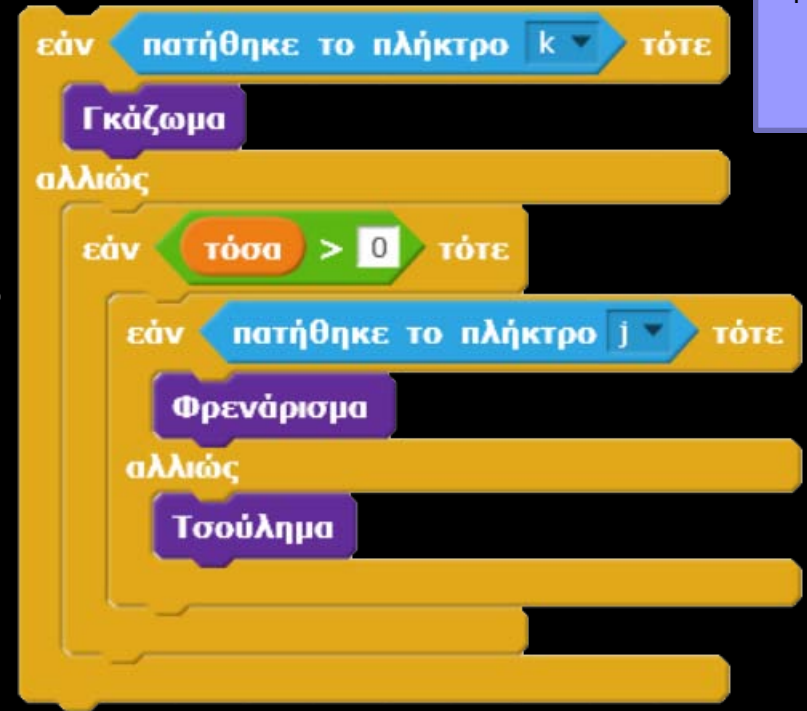 εάν πατήθηκε το πλήκτρο k τότε
Γκάζωμα
αλλιώς
εάν τόσα > 0 τότε
εάν πατήθηκε το πλήκτρο j τότε
Φρενάρισμα
αλλιώς
Τσούλημα